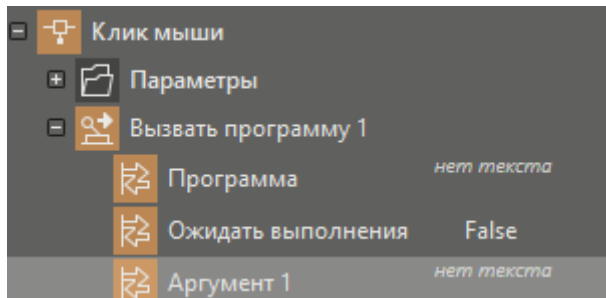 Клик мыши
Параметры
Вызвать программу 1
Программа нет текста
Ожидать выполнения False
Аргумент 1 нет текста